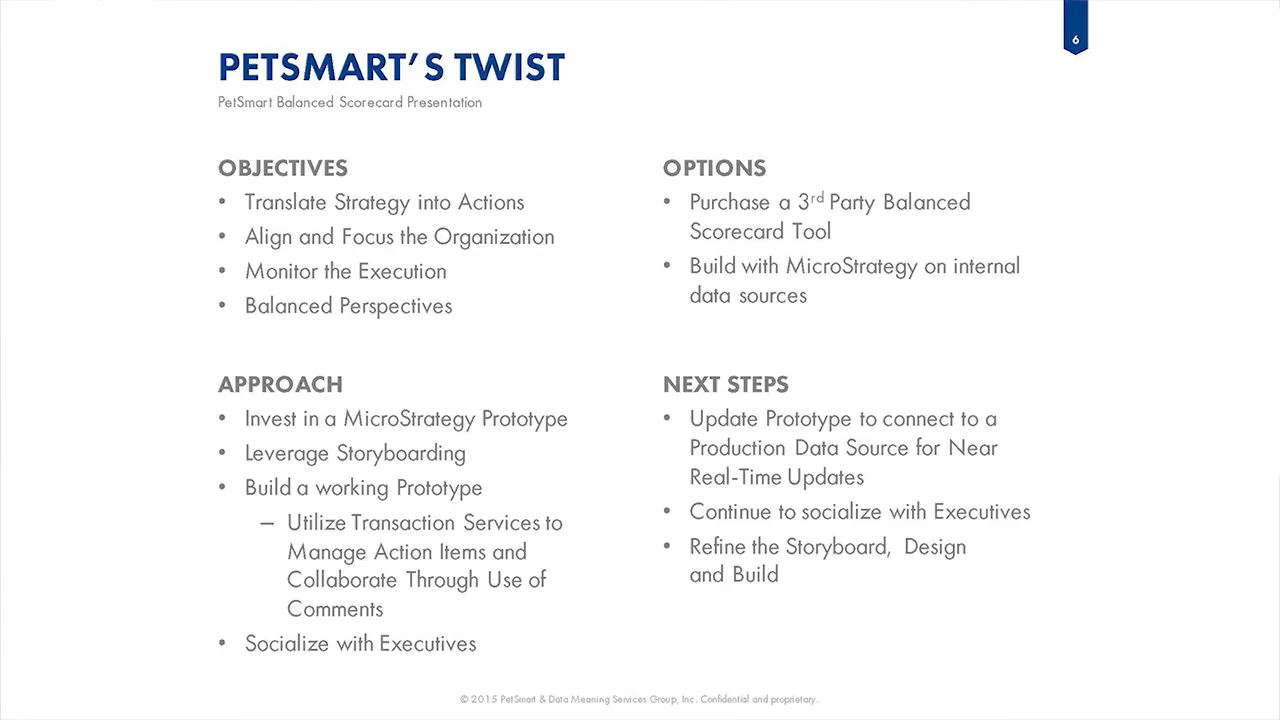 6
PETSMART'S TWIST
PetSmart Balanced Scorecard Presentation
OBJECTIVES
• Translate Strategy into Actions
• Align and Focus the Organization
• Monitor the Execution
• Balanced Perspectives
OPTIONS
• Purchase a 3rd Party Balanced
Scorecard Tool
• Build with MicroStrategy on internal
data sources
APPROACH
• Invest in a MicroStrategy Prototype
• Leverage Storyboarding
• Build a working Prototype
– Utilize Transaction Services to
Manage Action Items and
Collaborate Through Use of
Comments
• Socialize with Executives
NEXT STEPS
• Update Prototype to connect to a
Production Data Source for Near
Real-Time Updates
• Continue to socialize with Executives
• Refine the Storyboard, Design
and Build
© 2015 PetSmart & Data Meaning Services Group, Inc. Confidential and proprietary.